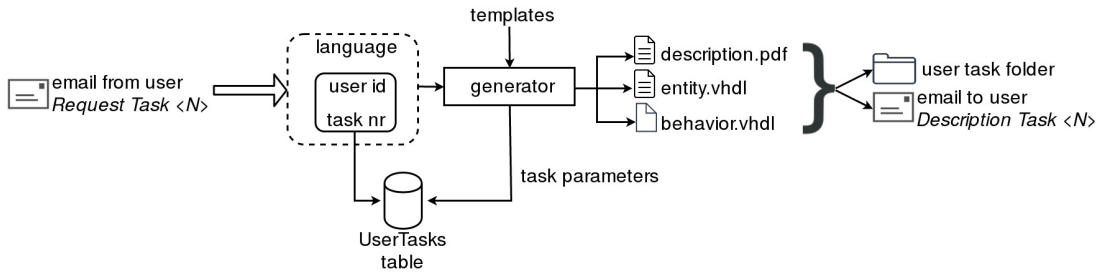 templates
language
email from user
Request Task <N>
user id
task nr
generator
description.pdf
entity.vhdl
behavior.vhdl
user task folder
email to user
Description Task <N>
task parameters
UserTasks
table